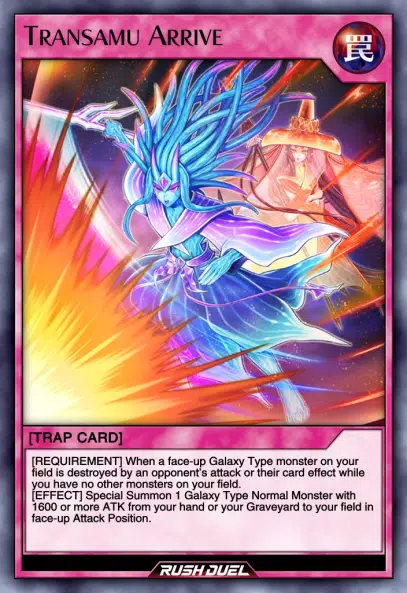 Transamu Arrive
罠
[TRAP CARD]
[REQUIREMENT] When a face-up Galaxy Type monster on your
field is destroyed by an opponent's attack or their card effect while
you have no other monsters on your field.
[EFFECT] Special Summon 1 Galaxy Type Normal Monster with
1600 or more ATK from your hand or your Graveyard to your field in
face-up Attack Position.
RUSH DUEL